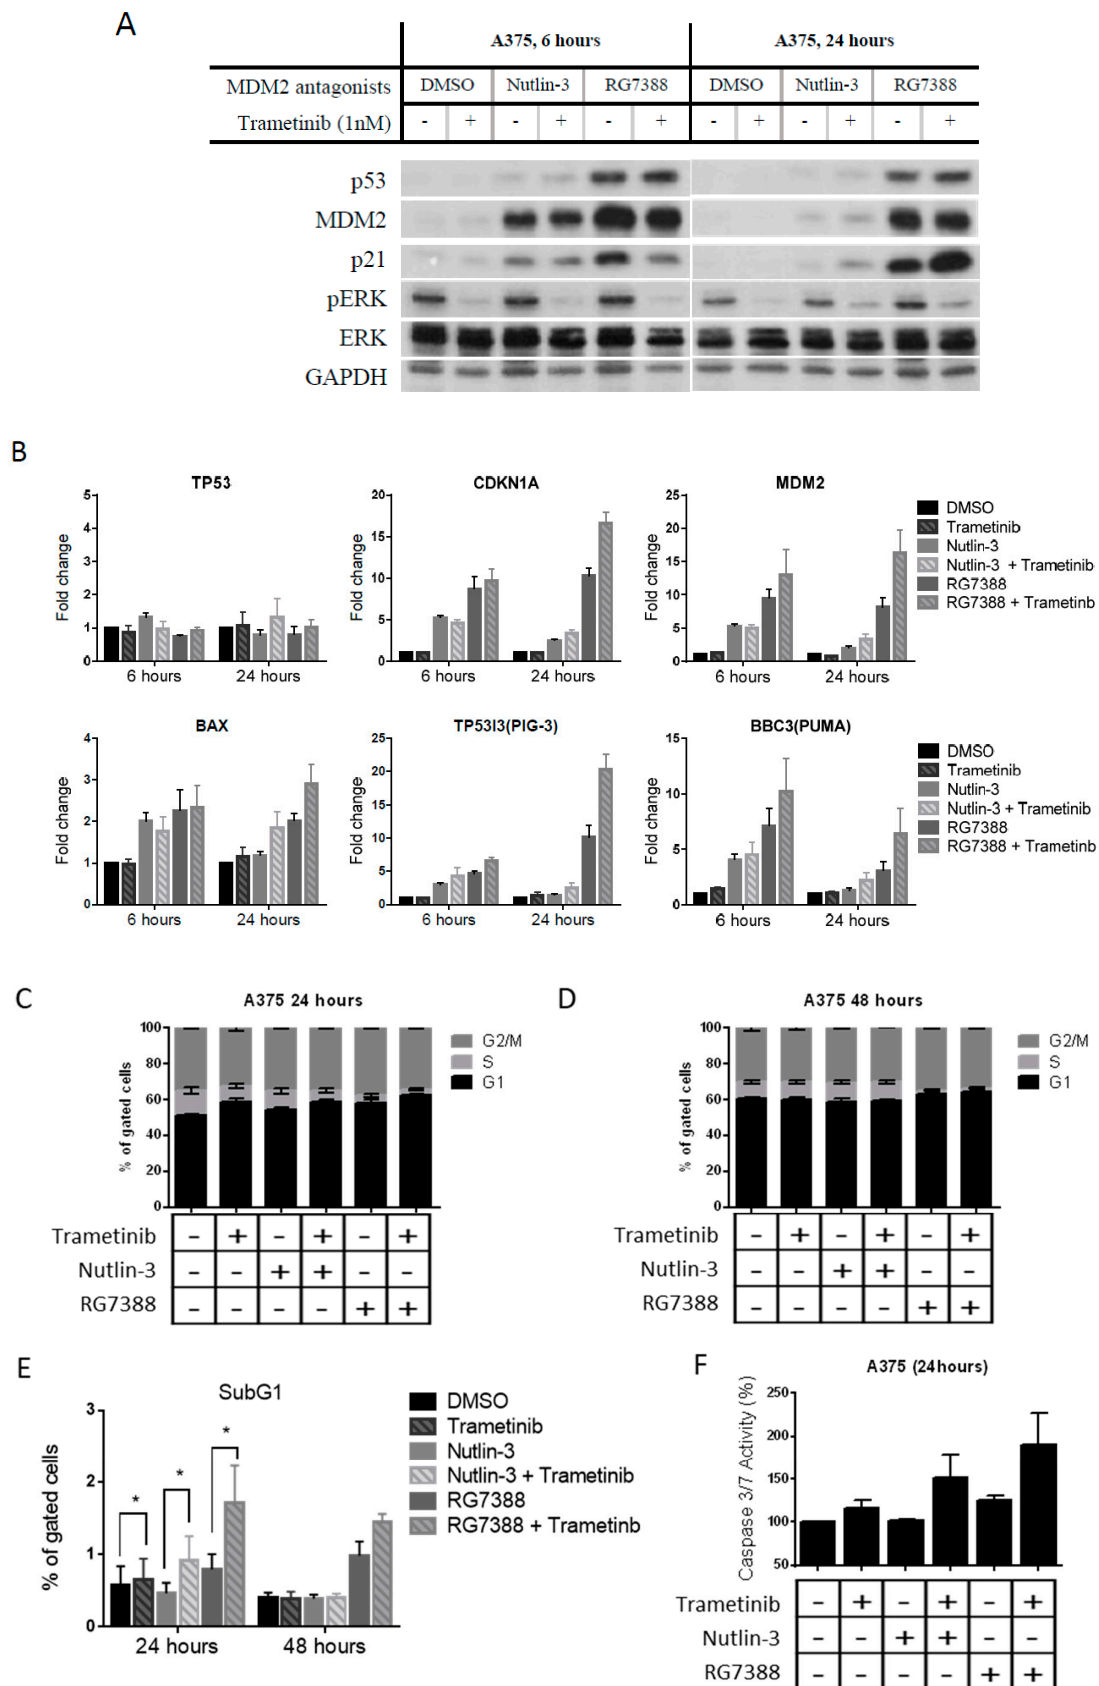 A
A375, 6 hours A375, 24 hours
MDM2 antagonists DMSO Nutlin-3 RG7388 DMSO Nutlin-3 RG7388
Trametinib (1nM) - + - + - + - + - + - +
p53
MDM2
p21
pERK
ERK
GAPDH
B
TP53
Fold change
5
4
3
2
1
0
6 hours 24 hours
CDKN1A
Fold change
20
15
10
5
0
6 hours 24 hours
MDM2
Fold change
25
20
15
10
5
0
6 hours 24 hours
DMSO
Trametinib
Nutlin-3
Nutlin-3 + Trametinib
RG7388
RG7388 + Trametinb
BAX
Fold change
4
3
2
1
0
6 hours 24 hours
TP53I3(PIG-3)
Fold change
25
20
15
10
5
0
6 hours 24 hours
BBC3(PUMA)
Fold change
15
10
5
0
6 hours 24 hours
DMSO
Trametinib
Nutlin-3
Nutlin-3 + Trametinib
RG7388
RG7388 + Trametinb
C
A375 24 hours
% of gated cells
100
80
60
40
20
0
G2/M
S
G1
Trametinib - + - + - +
Nutlin-3 - - + + - -
RG7388 - - - - + +
D
A375 48 hours
% of gated cells
100
80
60
40
20
0
G2/M
S
G1
Trametinib - + - + - +
Nutlin-3 - - + + - -
RG7388 - - - - + +
E
SubG1
% of gated cells
3
2
1
0
* * *
24 hours 48 hours
DMSO
Trametinib
Nutlin-3
Nutlin-3 + Trametinib
RG7388
RG7388 + Trametinb
F
A375 (24hours)
Caspase 3/7 Activity (%)
250
200
150
100
50
Trametinib - + - + - +
Nutlin-3 - - + + - -
RG7388 - - - - + +